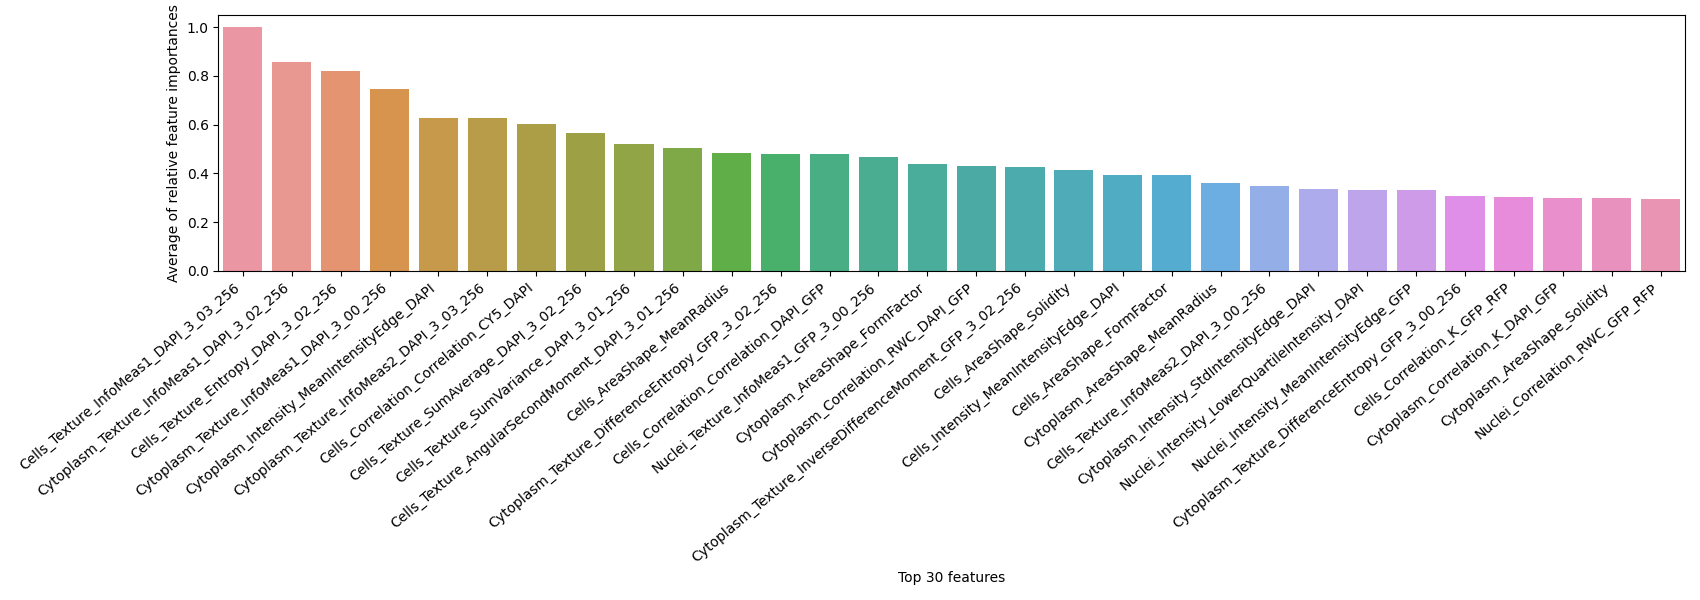 Average of relative feature importances
1.0
0.8
0.6
0.4
0.2
0.0
Cells_Texture_InfoMeas1_DAPI_3_03_256
Cytoplasm_Texture_InfoMeas1_DAPI_3_02_256
Cells_Texture_Entropy_DAPI_3_02_256
Cytoplasm_Texture_InfoMeas1_DAPI_3_00_256
Cytoplasm_Intensity_MeanIntensityEdge_DAPI
Cytoplasm_Texture_InfoMeas2_DAPI_3_03_256
Cells_Correlation_Correlation_CY5_DAPI
Cells_Texture_SumAverage_DAPI_3_02_256
Cells_Texture_SumVariance_DAPI_3_01_256
Cells_Texture_AngularSecondMoment_DAPI_3_01_256
Cells_AreaShape_MeanRadius
Cytoplasm_Texture_DifferenceEntropy_GFP_3_02_256
Cells_Correlation_Correlation_DAPI_GFP
Nuclei_Texture_InfoMeas1_GFP_3_00_256
Cytoplasm_AreaShape_FormFactor
Cytoplasm_Correlation_RWC_DAPI_GFP
Cytoplasm_Texture_InverseDifferenceMoment_GFP_3_02_256
Cells_AreaShape_Solidity
Cells_Intensity_MeanIntensityEdge_DAPI
Cells_AreaShape_FormFactor
Cytoplasm_AreaShape_MeanRadius
Cells_Texture_InfoMeas2_DAPI_3_00_256
Cytoplasm_Intensity_StdIntensityEdge_DAPI
Nuclei_Intensity_LowerQuartileIntensity_DAPI
Nuclei_Intensity_MeanIntensityEdge_GFP
Cytoplasm_Texture_DifferenceEntropy_GFP_3_00_256
Cells_Correlation_K_GFP_RFP
Cytoplasm_Correlation_K_DAPI_GFP
Cytoplasm_AreaShape_Solidity
Nuclei_Correlation_RWC_GFP_RFP
Top 30 features